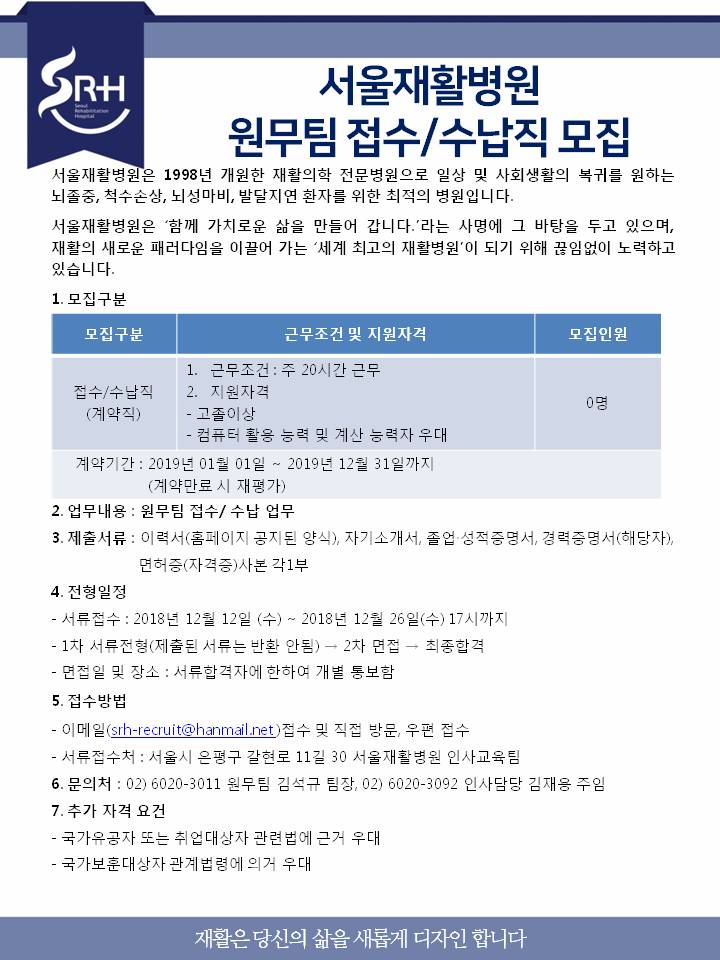 SRH
Seoul
Rehabilitation
Hospital
서울재활병원
원무팀 접수/수납직 모집
서울재활병원은 1998년 개원한 재활의학 전문병원으로 일상 및 사회생활의 복귀를 원하는
뇌졸중, 척수손상, 뇌성마비, 발달지연 환자를 위한 최적의 병원입니다.
서울재활병원은 ‘함께 가치로운 삶을 만들어 갑니다.’라는 사명에 그 바탕을 두고 있으며,
재활의 새로운 패러다임을 이끌어 가는 ‘세계 최고의 재활병원’이 되기 위해 끊임없이 노력하고
있습니다.
1. 모집구분
모집구분 근무조건 및 지원자격 모집인원
접수/수납직
(계약직)
1. 근무조건 : 주 20시간 근무
2. 지원자격
- 고졸이상
- 컴퓨터 활용 능력 및 계산 능력자 우대
0명
계약기간 : 2019년 01월 01일 ~ 2019년 12월 31일까지
(계약만료 시 재평가)
2. 업무내용 : 원무팀 접수/ 수납 업무
3. 제출서류 : 이력서(홈페이지 공지된 양식), 자기소개서, 졸업·성적증명서, 경력증명서(해당자),
면허증(자격증)사본 각1부
4. 전형일정
- 서류접수 : 2018년 12월 12일 (수) ~ 2018년 12월 26일(수) 17시까지
- 1차 서류전형(제출된 서류는 반환 안됨) → 2차 면접 → 최종합격
- 면접일 및 장소 : 서류합격자에 한하여 개별 통보함
5. 접수방법
- 이메일(srh-recruit@hanmail.net )접수 및 직접 방문, 우편 접수
- 서류접수처 : 서울시 은평구 갈현로 11길 30 서울재활병원 인사교육팀
6. 문의처 : 02) 6020-3011 원무팀 김석규 팀장, 02) 6020-3092 인사담당 김재용 주임
7. 추가 자격 요건
- 국가유공자 또는 취업대상자 관련법에 근거 우대
- 국가보훈대상자 관계법령에 의거 우대
재활은 당신의 삶을 새롭게 디자인 합니다